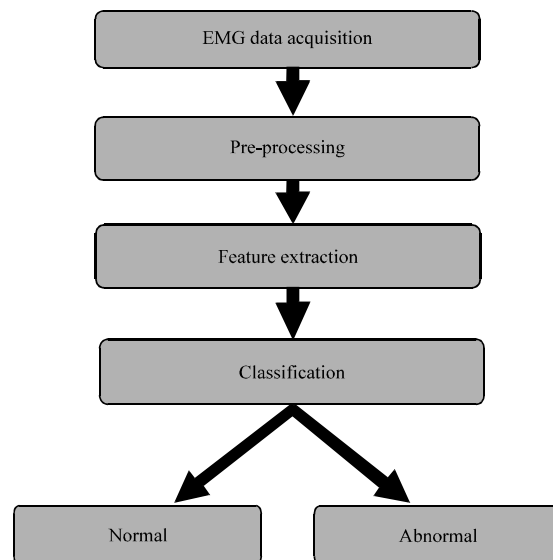 EMG data acquisition
Pre-processing
Feature extraction
Classification
Normal
Abnormal